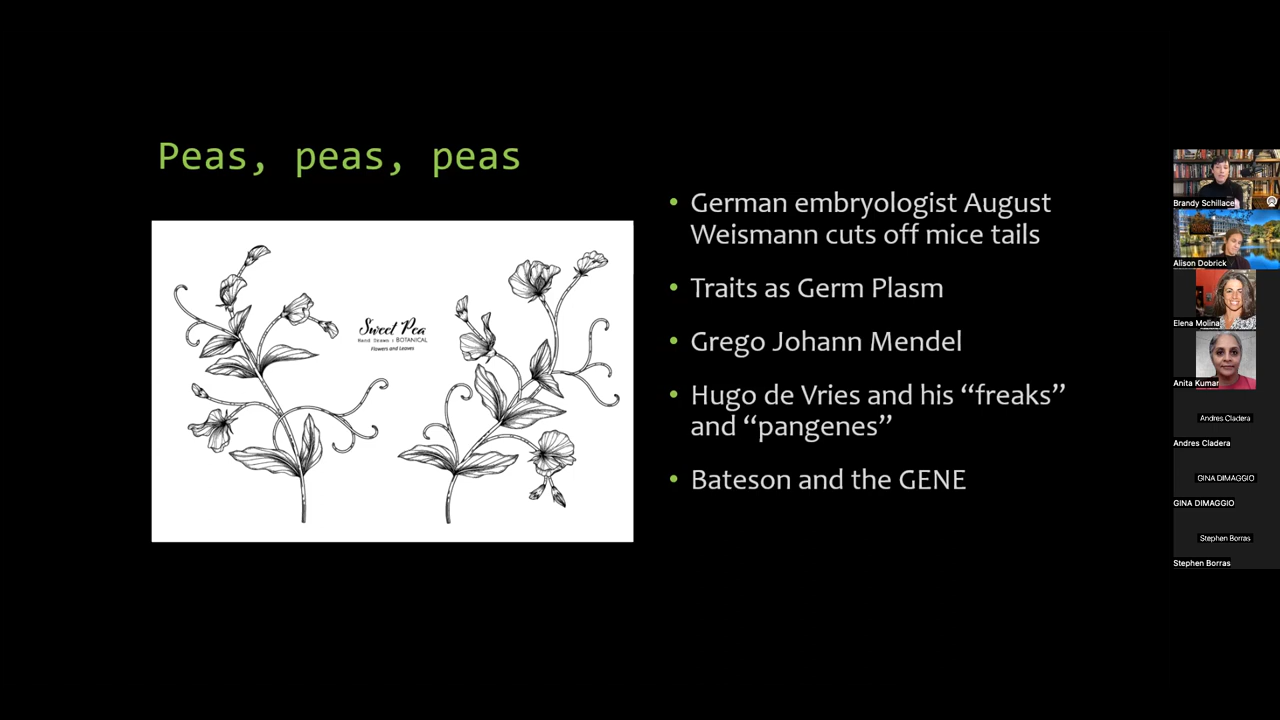 Peas, peas, peas
Sweet Pea
Hand Drawn : BOTANICAL
Flowers and Leaves
• German embryologist August
Weismann cuts off mice tails
• Traits as Germ Plasm
• Grego Johann Mendel
• Hugo de Vries and his “freaks”
and “pangenes”
• Bateson and the GENE
Brandy Schillace
Alison Dobrick
Elena Molina
Anita Kumar
Andres Cladera
Andres Cladera
GINA DIMAGGIO
GINA DIMAGGIO
Stephen Borras
Stephen Borras